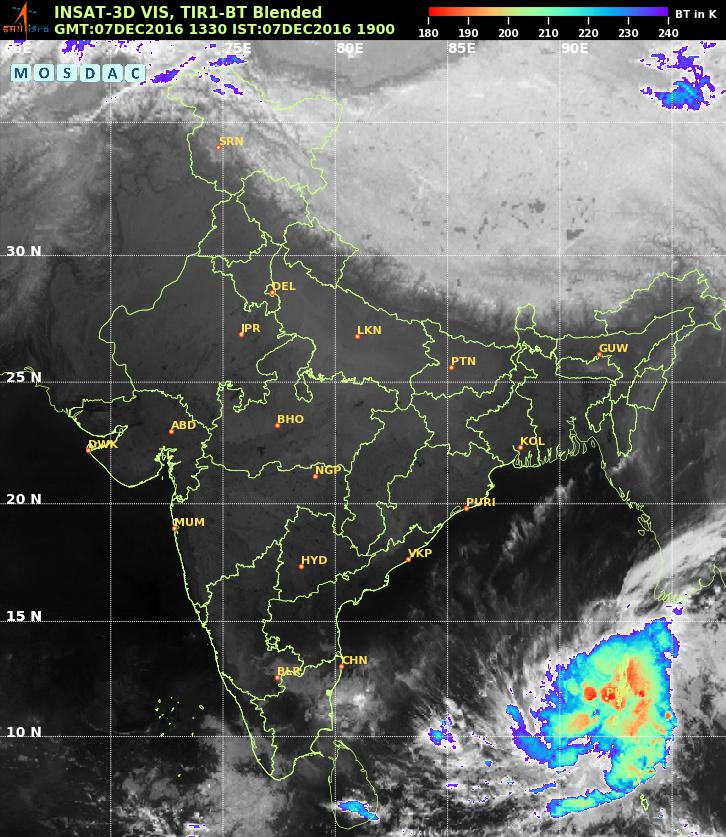 INSAT-3D VIS, TIR1-BT Blended
GMT:07DEC2016 1330 IST:07DEC2016 1900
BT in K
180 190 200 210 220 230 240
65E 75E 80E 85E 90E
MOSDAC
SRN
30 N
DEL
JPR
LKN
GUW
PTN
25 N
BHO
ABD
DWK
KOL
NGP
20 N
PURI
MUM
VKP
HYD
15 N
CHN
BLR
10 N